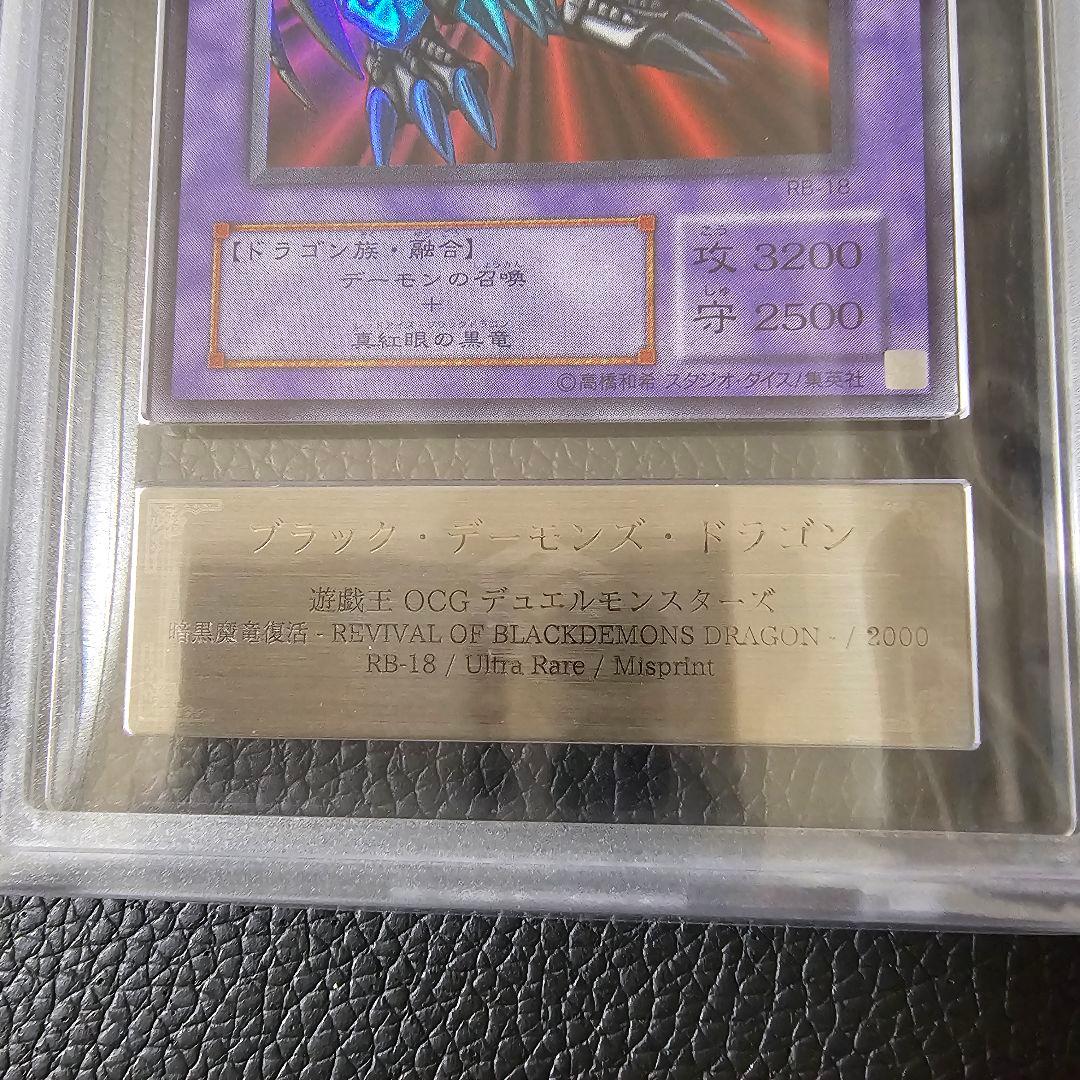 RB-18
【ドラゴン族・融合】
デーモンの召喚
+
真紅眼の黒竜
攻 3200
守 2500
©高橋和希 スタジオ・ダイス/集英社
ブラック・デーモンズ・ドラゴン
遊戯王 OCG デュエルモンスターズ
暗黒魔竜復活 - REVIVAL OF BLACKDEMONS DRAGON - / 2000
RB-18 / Ultra Rare / Misprint